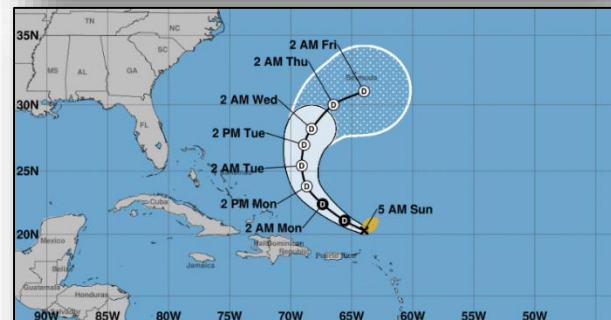 TN
NC
35N
SC
MS
AL
GA
2 AM Fri
2 AM Thu
Bermuda
30N
2 AM Wed
FL
2 PM Tue
25N
2 AM Tue
Cuba
2 PM Mon
5 AM Sun
20N
Mexico
2 AM Mon
Haiti
Dominican
Republic
Puerto Rico
Jamaica
Belize
Guatemala
Honduras
90W 85W 80W 75W 70W 65W 60W 55W 50W
D
D
D
D
D
D
D
D
D